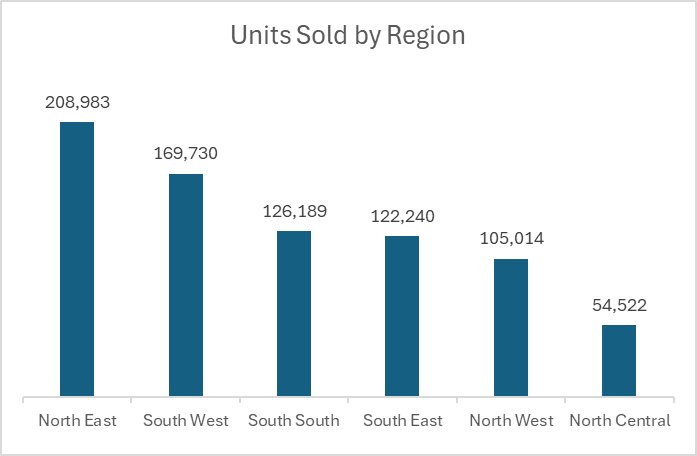 Units Sold by Region
208,983
169,730
126,189
122,240
105,014
54,522
North East
South West
South South
South East
North West
North Central